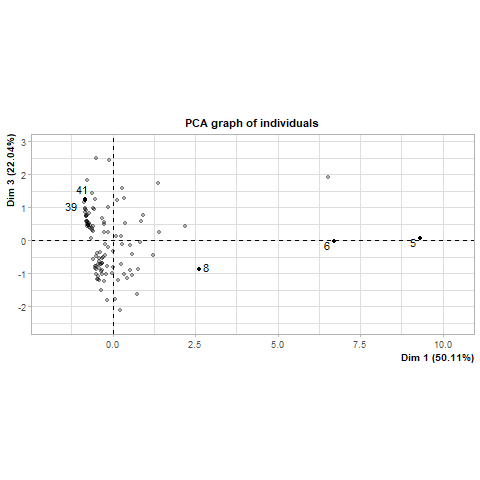 PCA graph of individuals
Dim 3 (22.04%)
3
2
1
0
-1
-2
41
39
8
6
5
0.0 2.5 5.0 7.5 10.0
Dim 1 (50.11%)